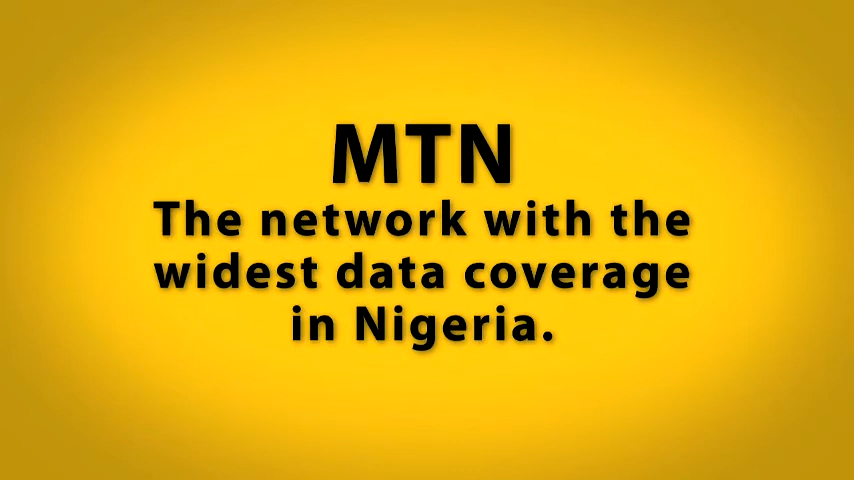 MTN
The network with the
widest data coverage
in Nigeria.